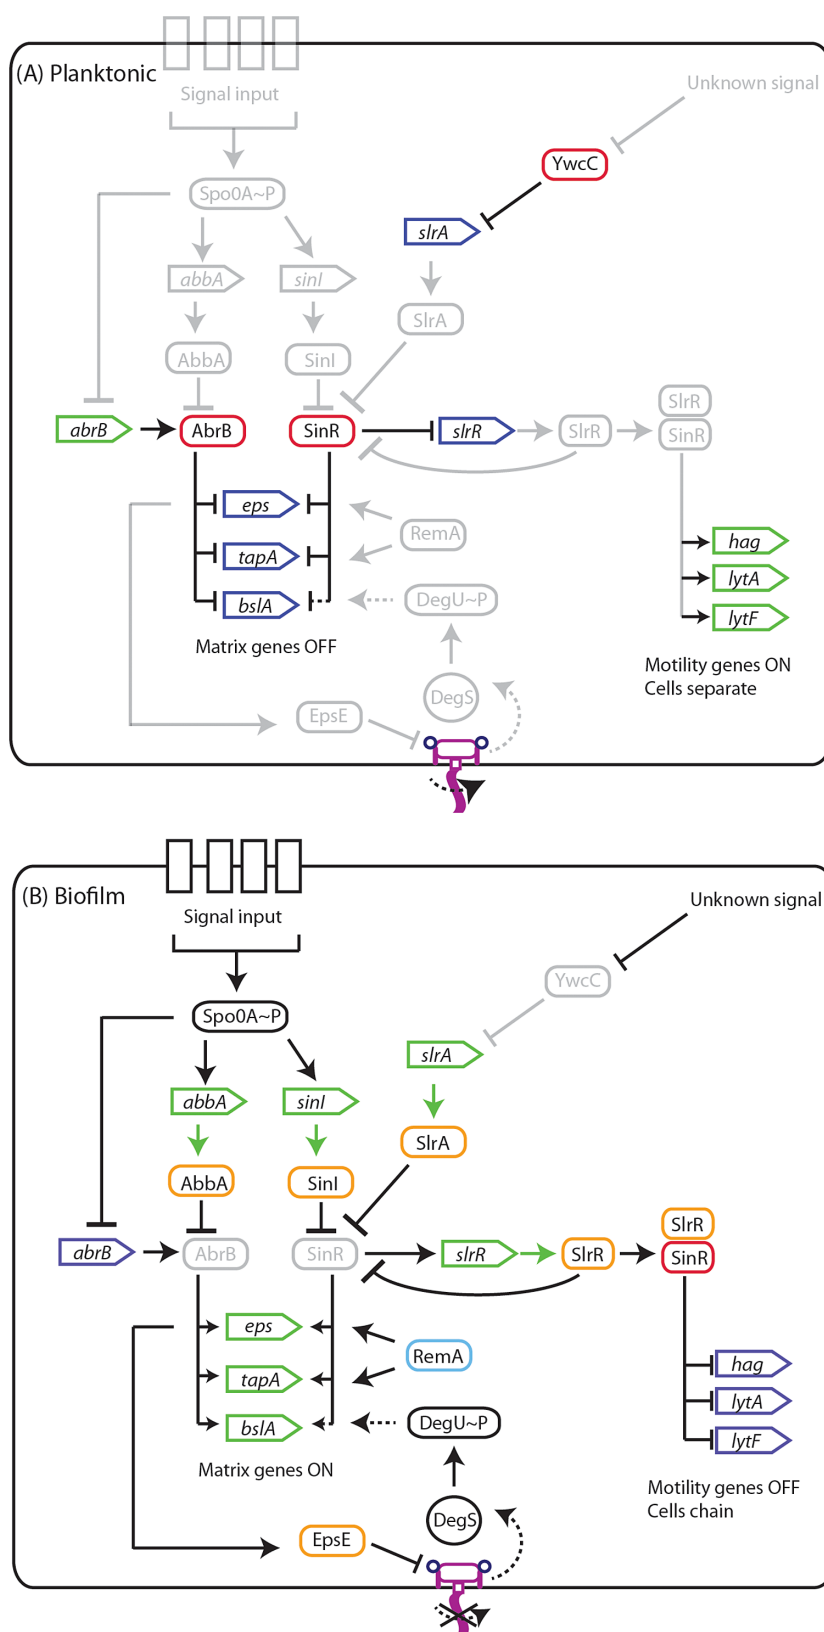 (A) Planktonic
Signal input
Unknown signal
YwcC
Spo0A~P
slrA
abbA
sinI
SlrA
AbbA
SinI
SlrR
abrB
AbrB
SinR
slrR
SlrR
SinR
eps
RemA
hag
tapA
lytA
bslA
DegU~P
lytF
Matrix genes OFF
Motility genes ON
Cells separate
DegS
EpsE
(B) Biofilm
Unknown signal
Signal input
YwcC
Spo0A~P
slrA
abbA
sinI
SlrA
AbbA
SinI
SlrR
abrB
AbrB
SinR
slrR
SlrR
SinR
eps
RemA
hag
tapA
lytA
bslA
DegU~P
lytF
Matrix genes ON
Motility genes OFF
Cells chain
DegS
EpsE